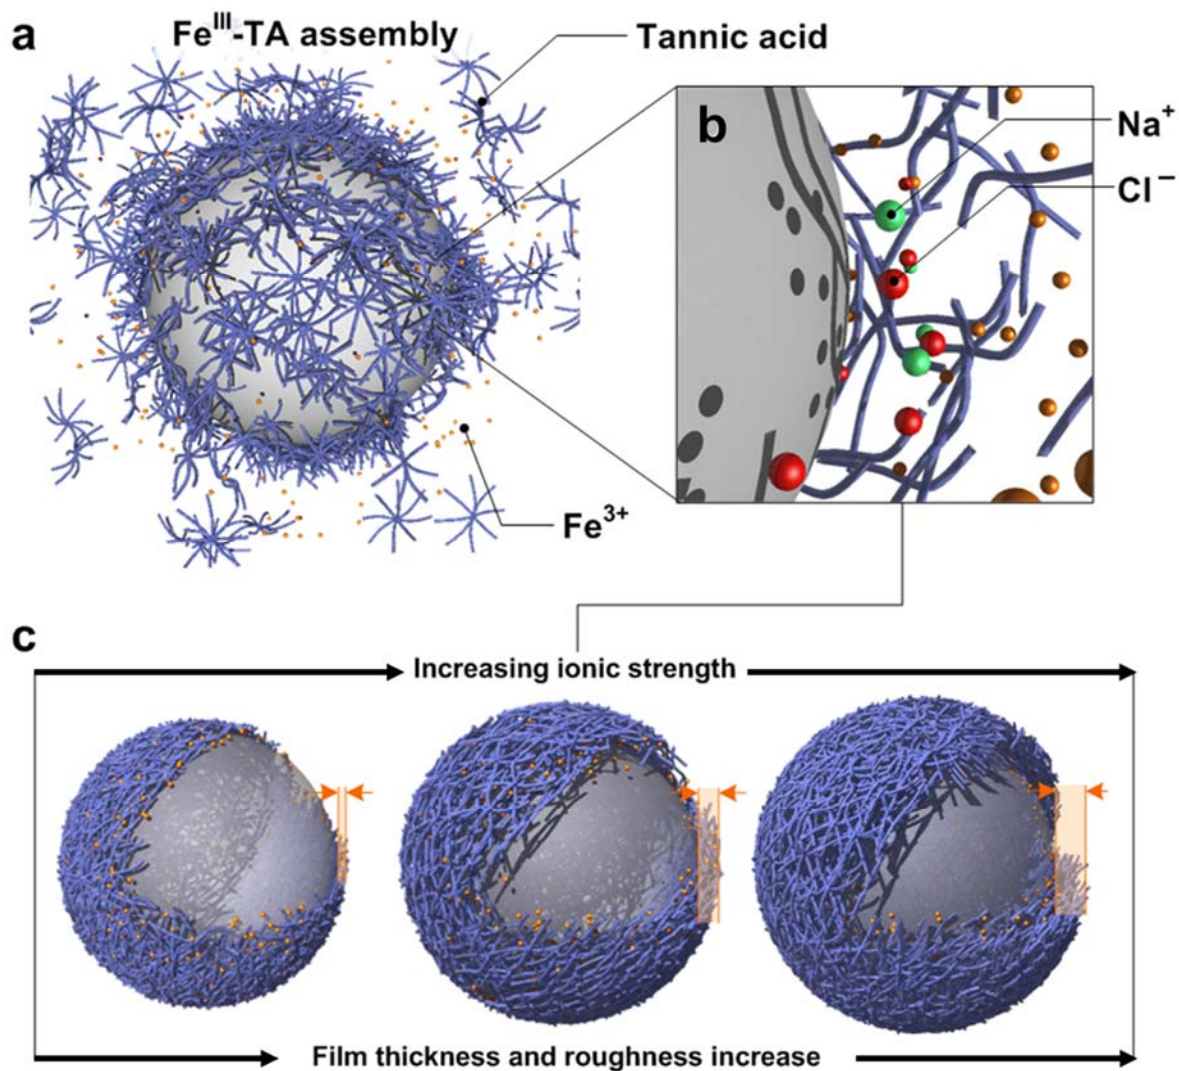 a
Fe^III-TA assembly
Tannic acid
b
Na⁺
Cl⁻
Fe³⁺
c
Increasing ionic strength
Film thickness and roughness increase